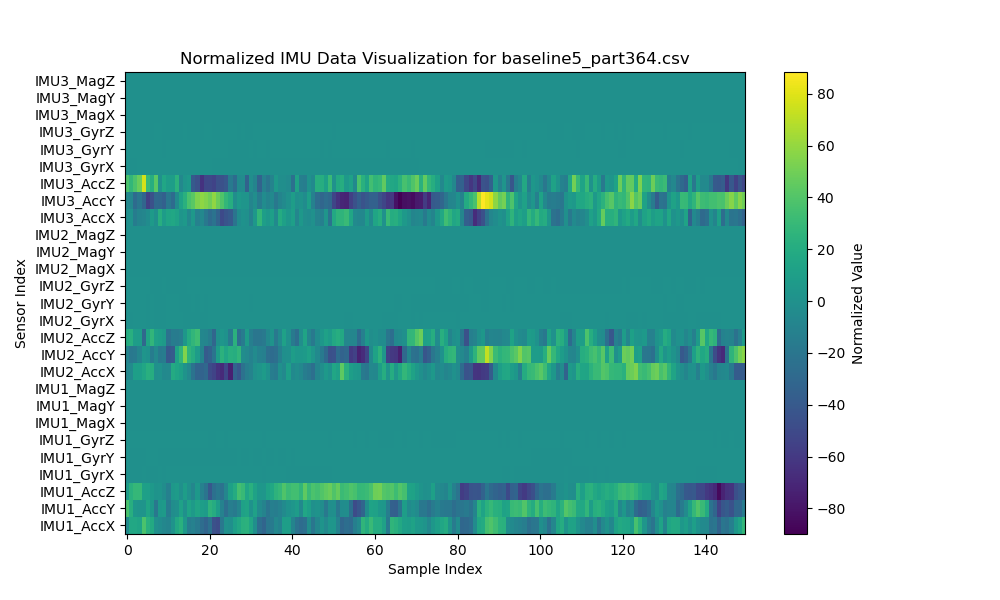 Normalized IMU Data Visualization for baseline5_part364.csv
IMU3_MagZ
IMU3_MagY
IMU3_MagX
IMU3_GyrZ
IMU3_GyrY
IMU3_GyrX
IMU3_AccZ
IMU3_AccY
IMU3_AccX
IMU2_MagZ
IMU2_MagY
IMU2_MagX
IMU2_GyrZ
IMU2_GyrY
IMU2_GyrX
IMU2_AccZ
IMU2_AccY
IMU2_AccX
IMU1_MagZ
IMU1_MagY
IMU1_MagX
IMU1_GyrZ
IMU1_GyrY
IMU1_GyrX
IMU1_AccZ
IMU1_AccY
IMU1_AccX
Sensor Index
0 20 40 60 80 100 120 140
Sample Index
80
60
40
20
0
−20
−40
−60
−80
Normalized Value